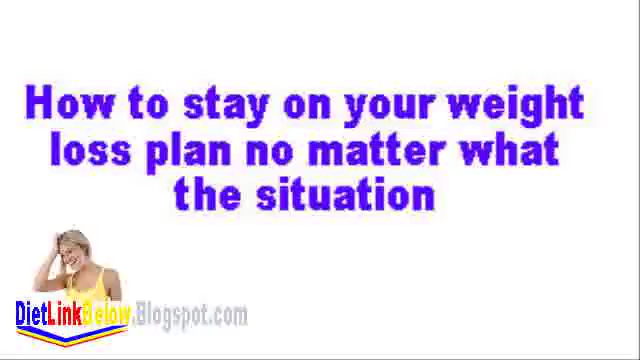 How to stay on your weight
loss plan no matter what
the situation
DietLinkBelow.Blogspot.com